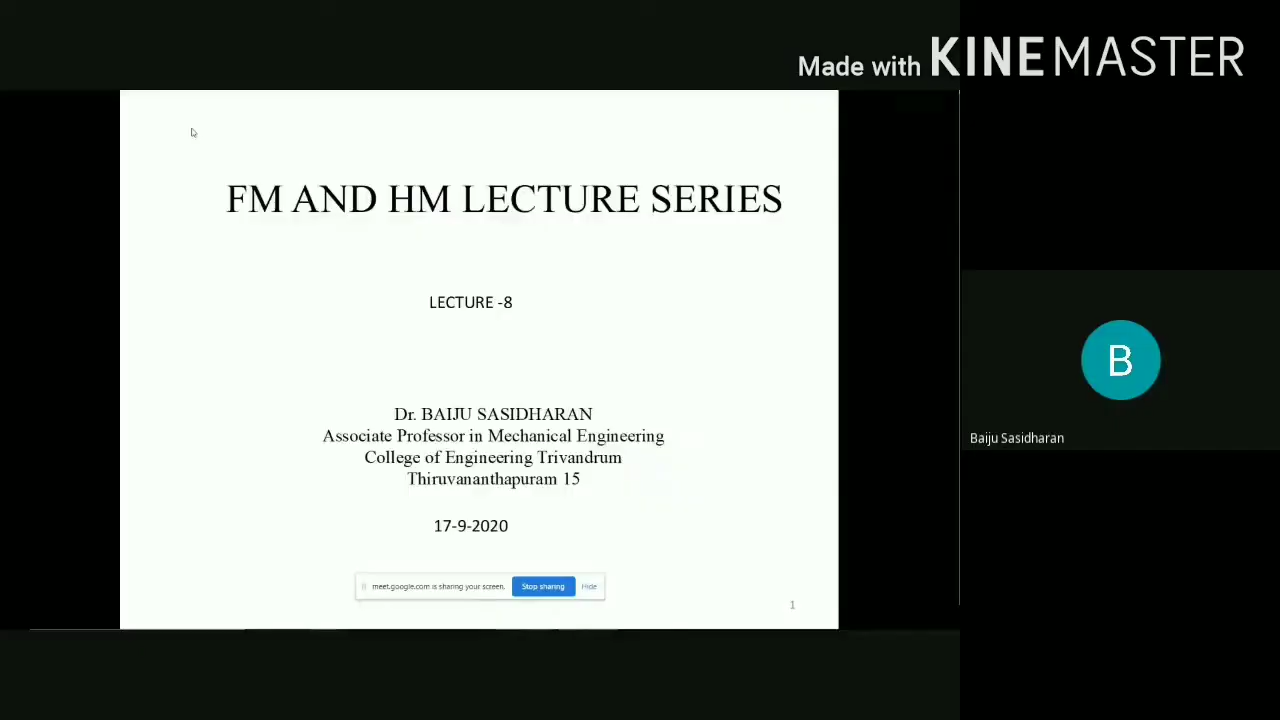 Made with KINEMASTER
FM AND HM LECTURE SERIES
LECTURE -8
Dr. BAIJU SASIDHARAN
Associate Professor in Mechanical Engineering
College of Engineering Trivandrum
Thiruvananthapuram 15
17-9-2020
meet.google.com is sharing your screen. Stop sharing Hide
1
B
Baiju Sasidharan